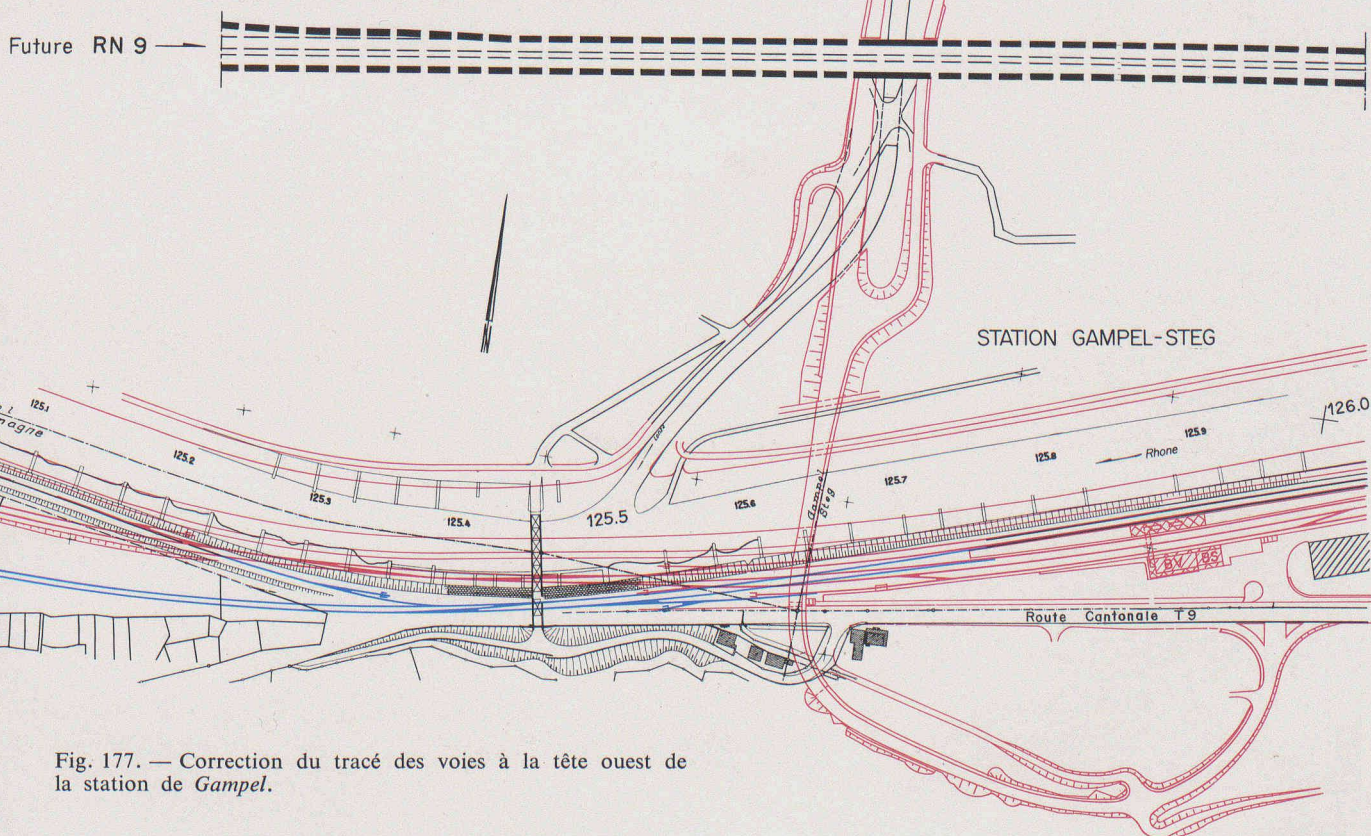 Future RN 9
STATION GAMPEL-STEG
125.1
magne
125.2
125.3
125.4
125.5
125.6
125.7
125.8
125.9
126.0
Rhone
Gampel
Steg
BV BS
Route Cantonale T9
Fig. 177. — Correction du tracé des voies à la tête ouest de
la station de Gampel.